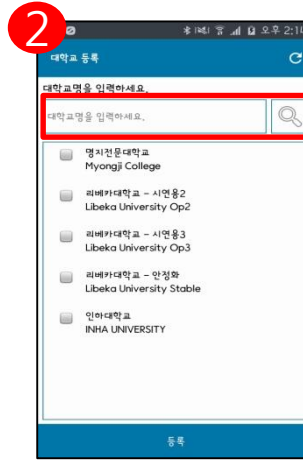 2
오후 2:14
대학교 등록
대학교명을 입력하세요.
대학교명을 입력하세요.
명지전문대학교
Myongji College
리베카대학교 - 시연용2
Libeka University Op2
리베카대학교 - 시연용3
Libeka University Op3
리베카대학교 - 안정화
Libeka University Stable
인하대학교
INHA UNIVERSITY
등록